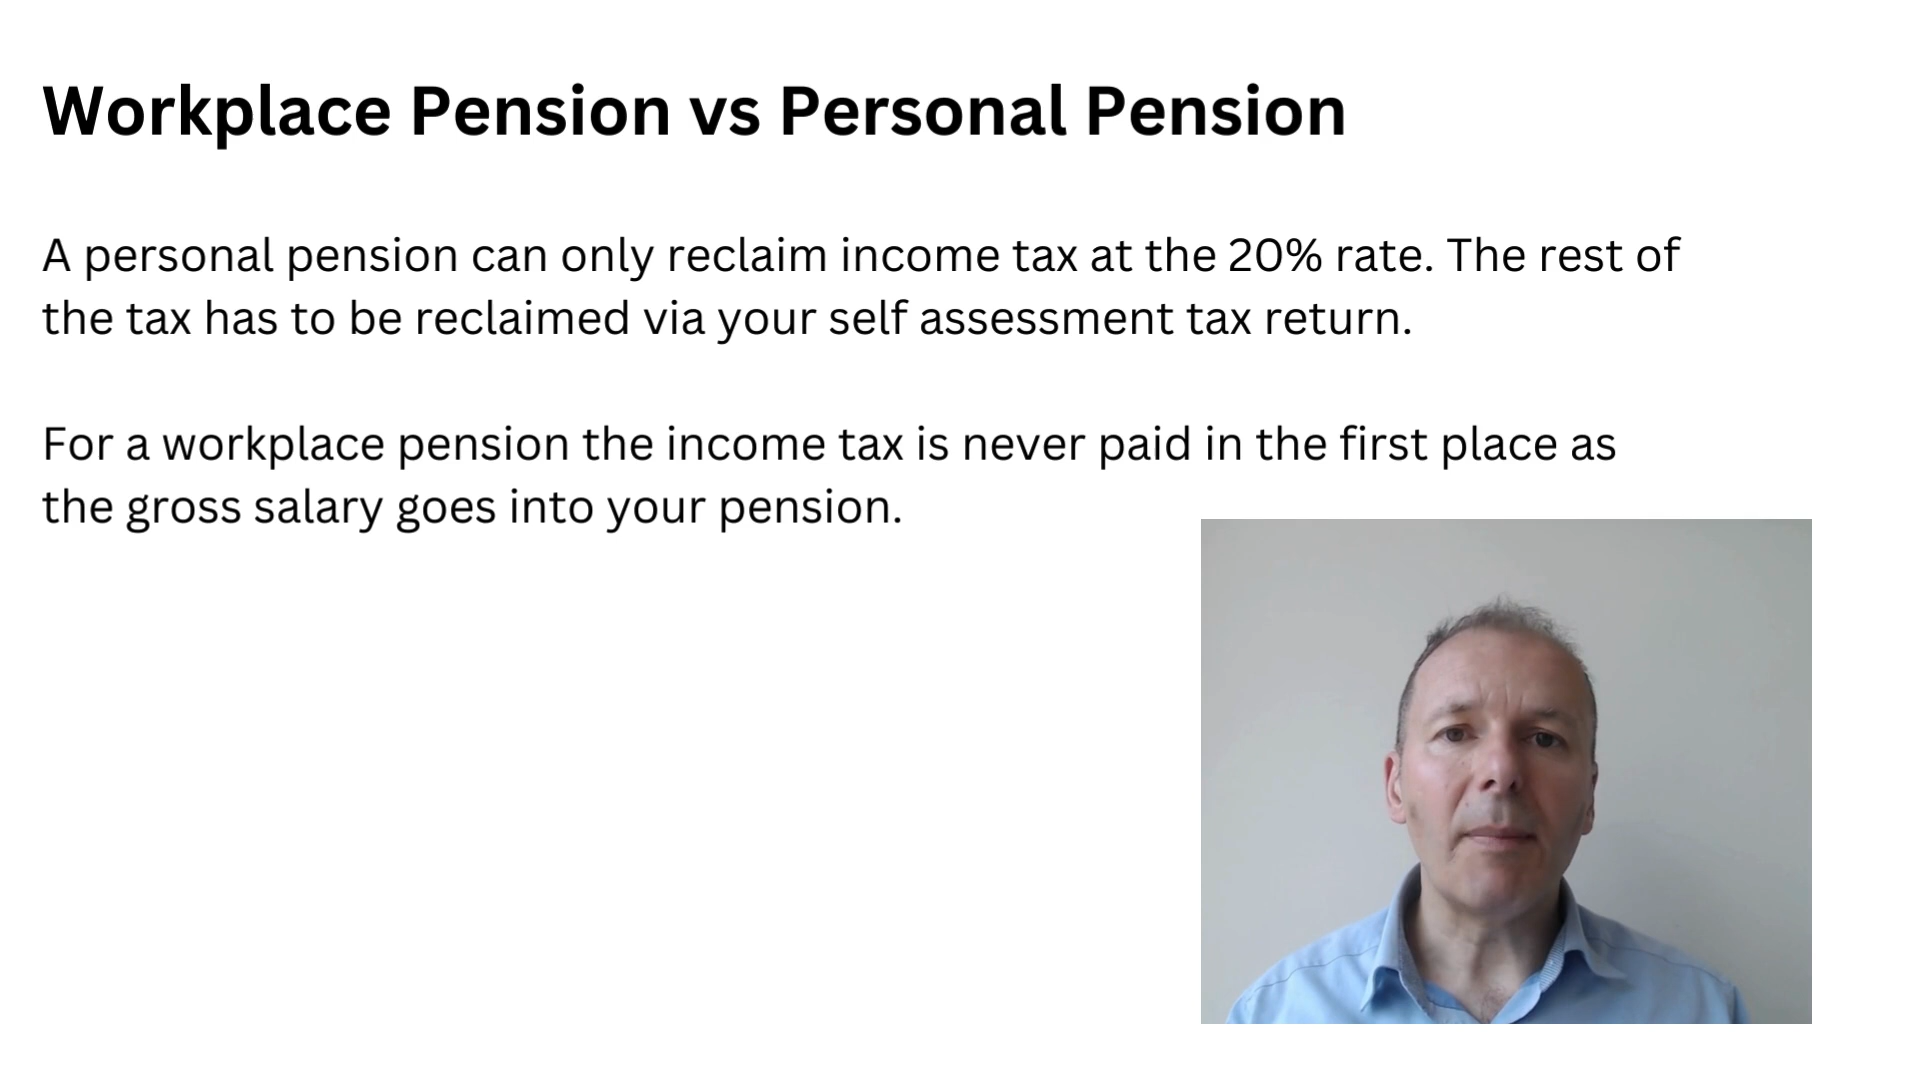 Workplace Pension vs Personal Pension
A personal pension can only reclaim income tax at the 20% rate. The rest of
the tax has to be reclaimed via your self assessment tax return.
For a workplace pension the income tax is never paid in the first place as
the gross salary goes into your pension.